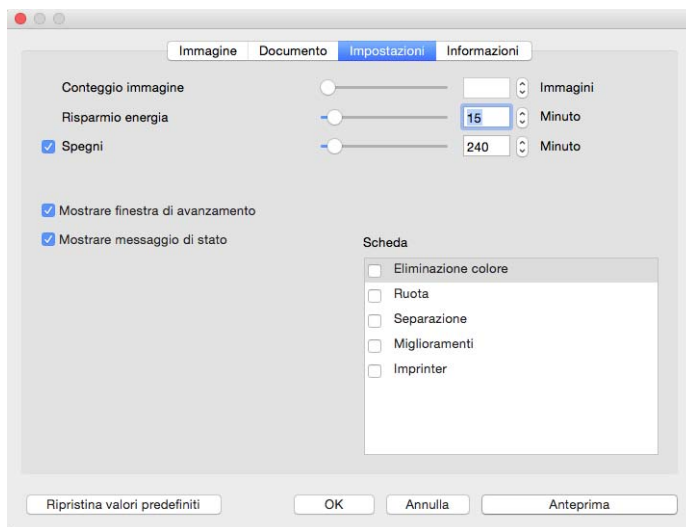 Immagine Documento Impostazioni Informazioni
Conteggio immagine Immagini
Risparmio energia 15 Minuto
Spegni 240 Minuto
Mostrare finestra di avanzamento
Mostrare messaggio di stato
Scheda
Eliminazione colore
Ruota
Separazione
Miglioramenti
Imprinter
Ripristina valori predefiniti OK Annulla Anteprima